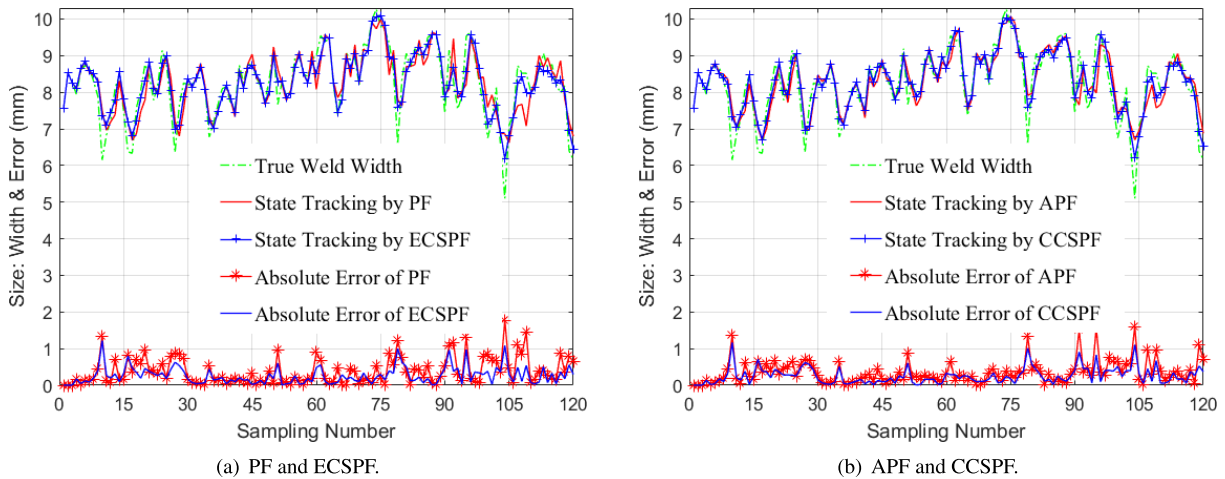 10
9
8
7
6
5
4
3
2
1
0
Size: Width & Error (mm)
True Weld Width
State Tracking by PF
State Tracking by ECSPF
Absolute Error of PF
Absolute Error of ECSPF
0 15 30 45 60 75 90 105 120
Sampling Number
(a) PF and ECSPF.
10
9
8
7
6
5
4
3
2
1
0
Size: Width & Error (mm)
True Weld Width
State Tracking by APF
State Tracking by CCSPF
Absolute Error of APF
Absolute Error of CCSPF
0 15 30 45 60 75 90 105 120
Sampling Number
(b) APF and CCSPF.